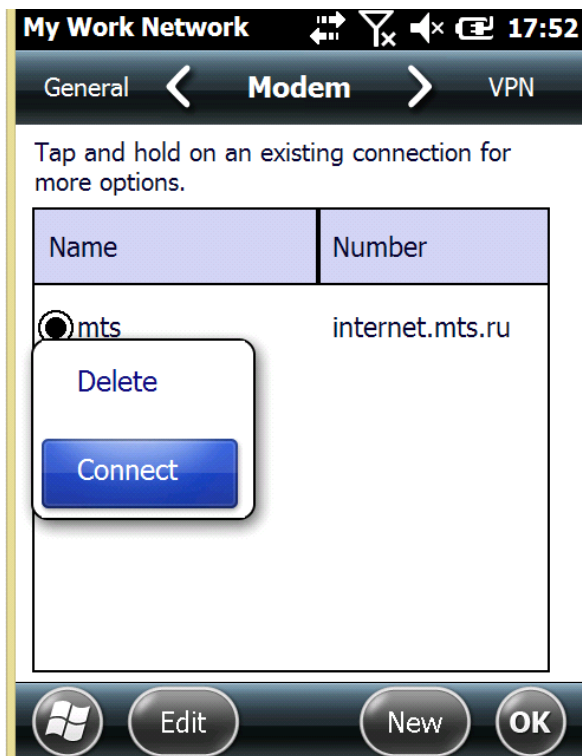 My Work Network 17:52
General Modem VPN
Tap and hold on an existing connection for
more options.
Name Number
mts internet.mts.ru
Delete
Connect
Edit New OK